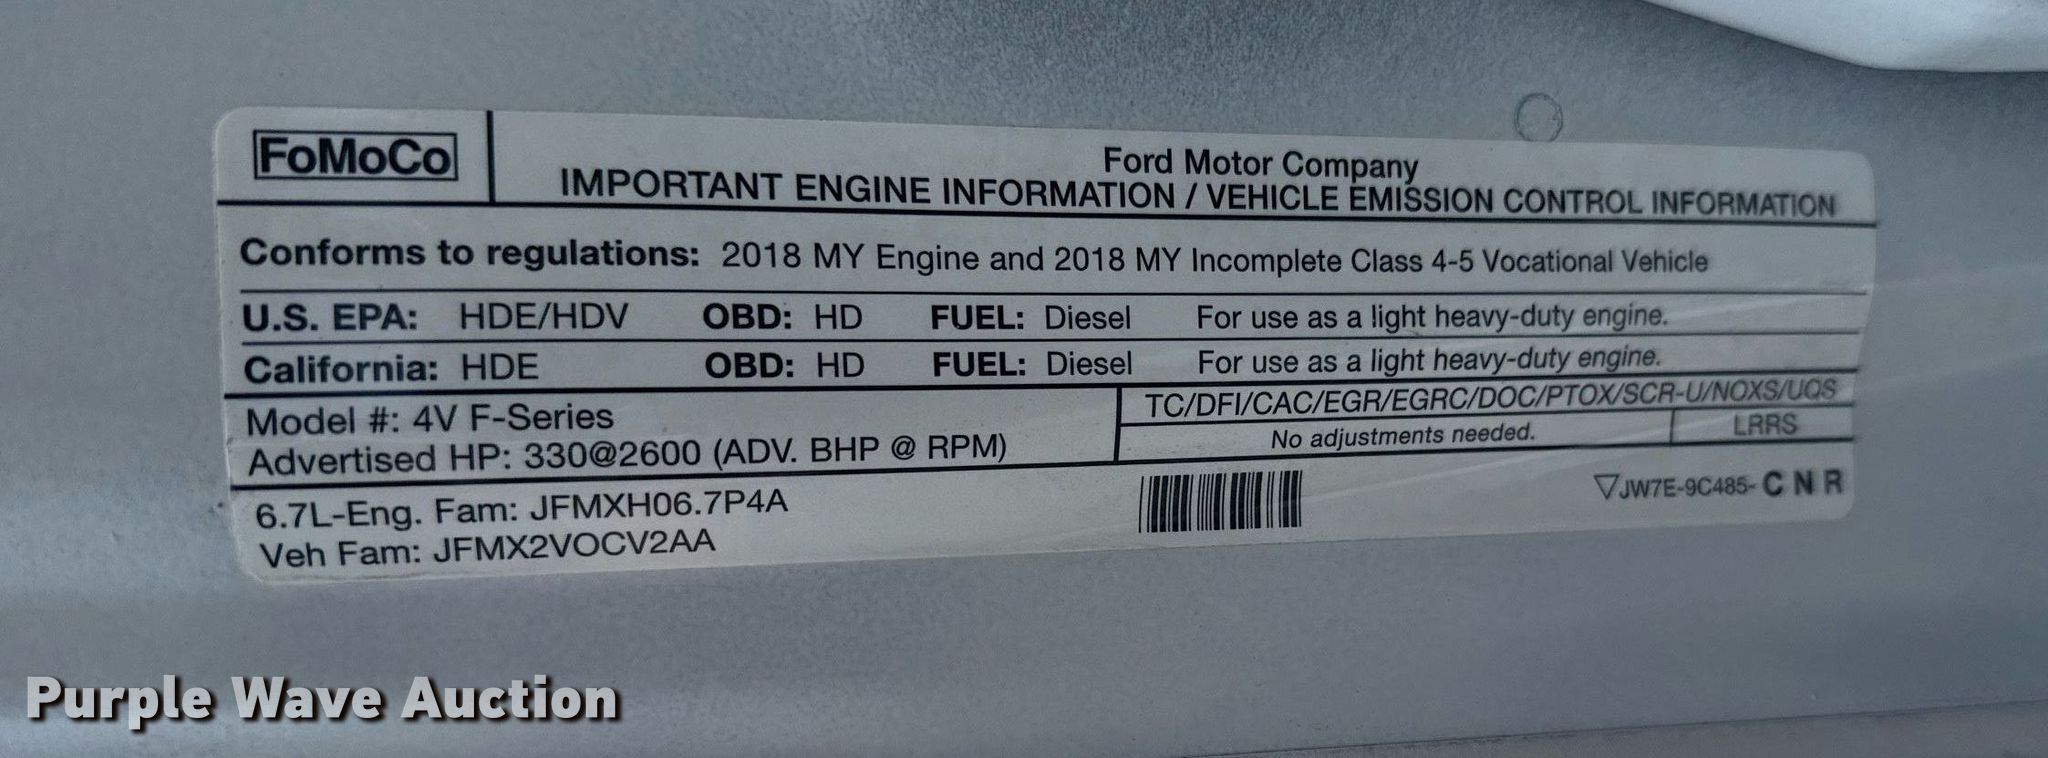 FoMoCo
Ford Motor Company
IMPORTANT ENGINE INFORMATION / VEHICLE EMISSION CONTROL INFORMATION
Conforms to regulations: 2018 MY Engine and 2018 MY Incomplete Class 4-5 Vocational Vehicle
U.S. EPA: HDE/HDV OBD: HD FUEL: Diesel For use as a light heavy-duty engine.
California: HDE OBD: HD FUEL: Diesel For use as a light heavy-duty engine.
Model #: 4V F-Series
Advertised HP: 330@2600 (ADV. BHP @ RPM)
TC/DFI/CAC/EGR/EGRC/DOC/PTOX/SCR-U/NOXS/UQS
No adjustments needed. LRRS
6.7L-Eng. Fam: JFMXH06.7P4A
Veh Fam: JFMX2VOCV2AA
▽JW7E-9C485- C N R
Purple Wave Auction